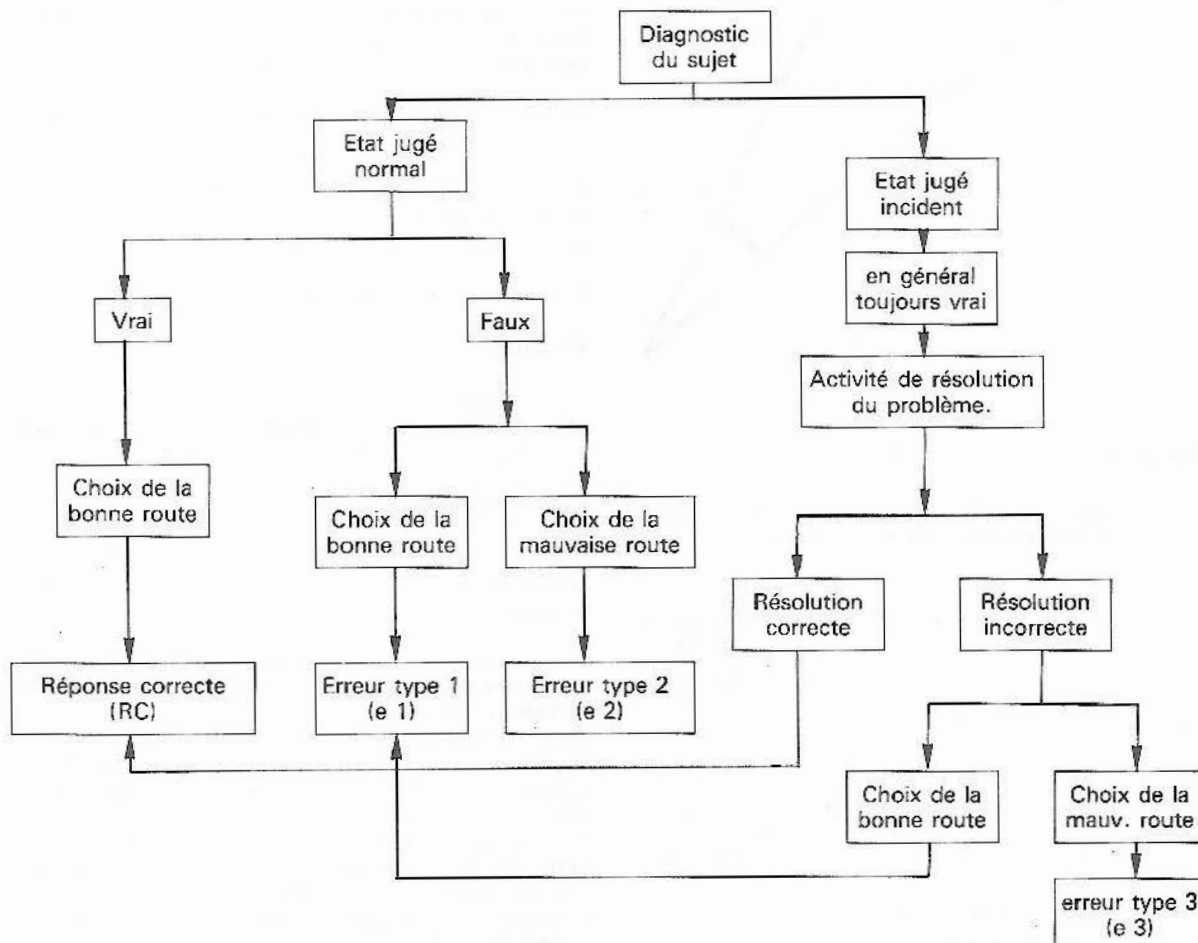 Diagnostic
du sujet
Etat jugé
normal
Etat jugé
incident
en général
toujours vrai
Vrai
Faux
Activité de résolution
du problème.
Choix de la
bonne route
Choix de la
bonne route
Choix de la
mauvaise route
Résolution
correcte
Résolution
incorrecte
Réponse correcte
(RC)
Erreur type 1
(e 1)
Erreur type 2
(e 2)
Choix de la
bonne route
Choix de la
mauv. route
erreur type 3
(e 3)